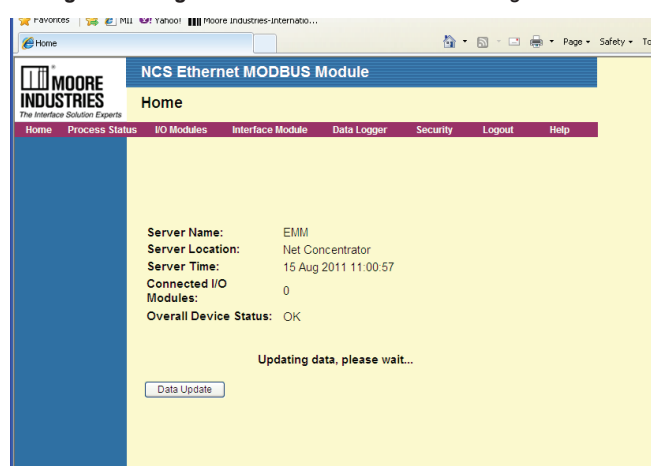 Favorites MII Yahoo! Moore Industries-Internatio...
Home Page Safety To
MOORE
INDUSTRIES
The Interface Solution Experts
NCS Ethernet MODBUS Module
Home
Home Process Status I/O Modules Interface Module Data Logger Security Logout Help
Server Name: EMM
Server Location: Net Concentrator
Server Time: 15 Aug 2011 11:00:57
Connected I/O
Modules: 0
Overall Device Status: OK
Updating data, please wait...
Data Update